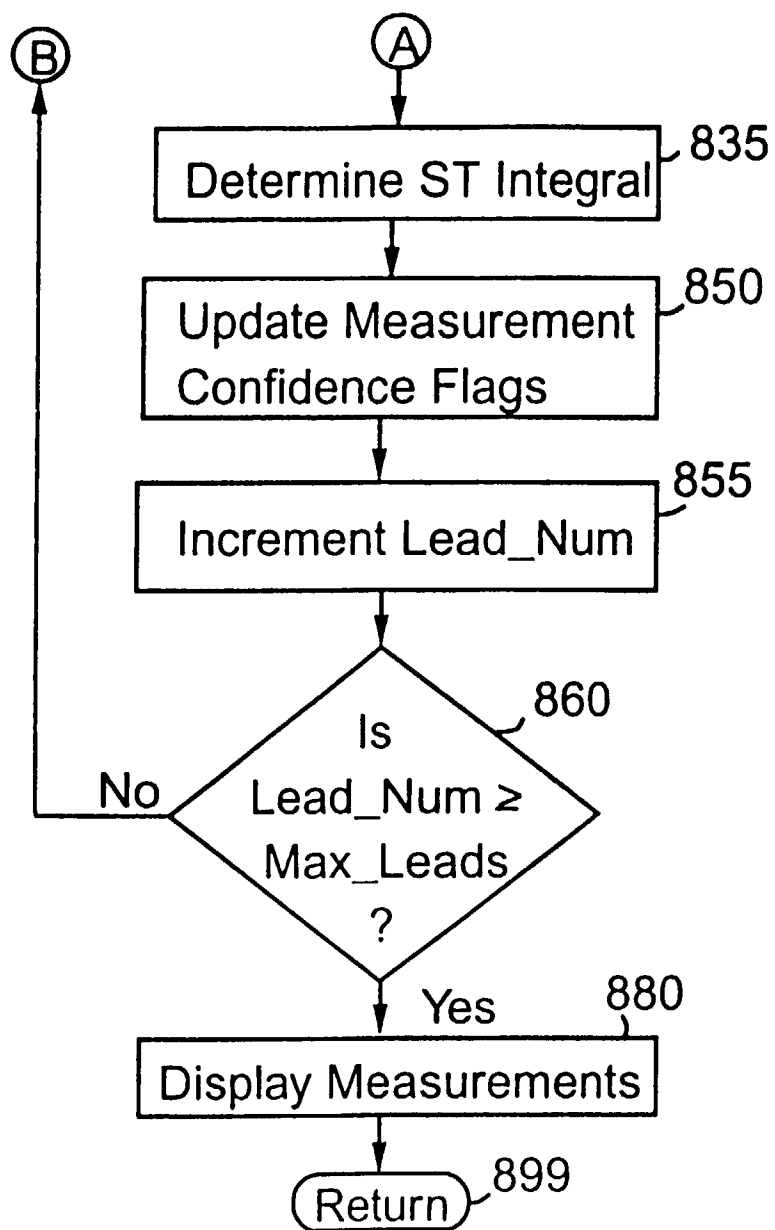 B
A
835
Determine ST Integral
850
Update Measurement
Confidence Flags
855
Increment Lead_Num
860
Is
Lead_Num ≥
Max_Leads
?
No
Yes
880
Display Measurements
Return
899